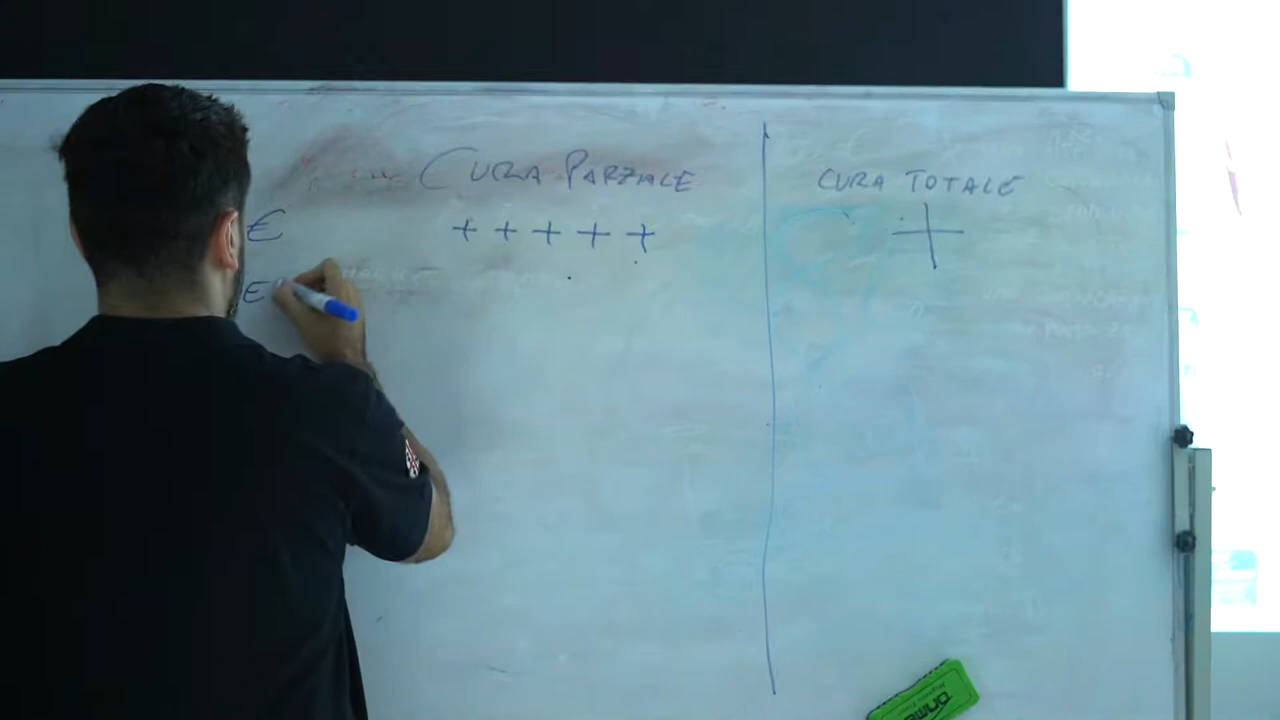 CURA PARZIALE
CURA TOTALE
€ + + + + +
+
E